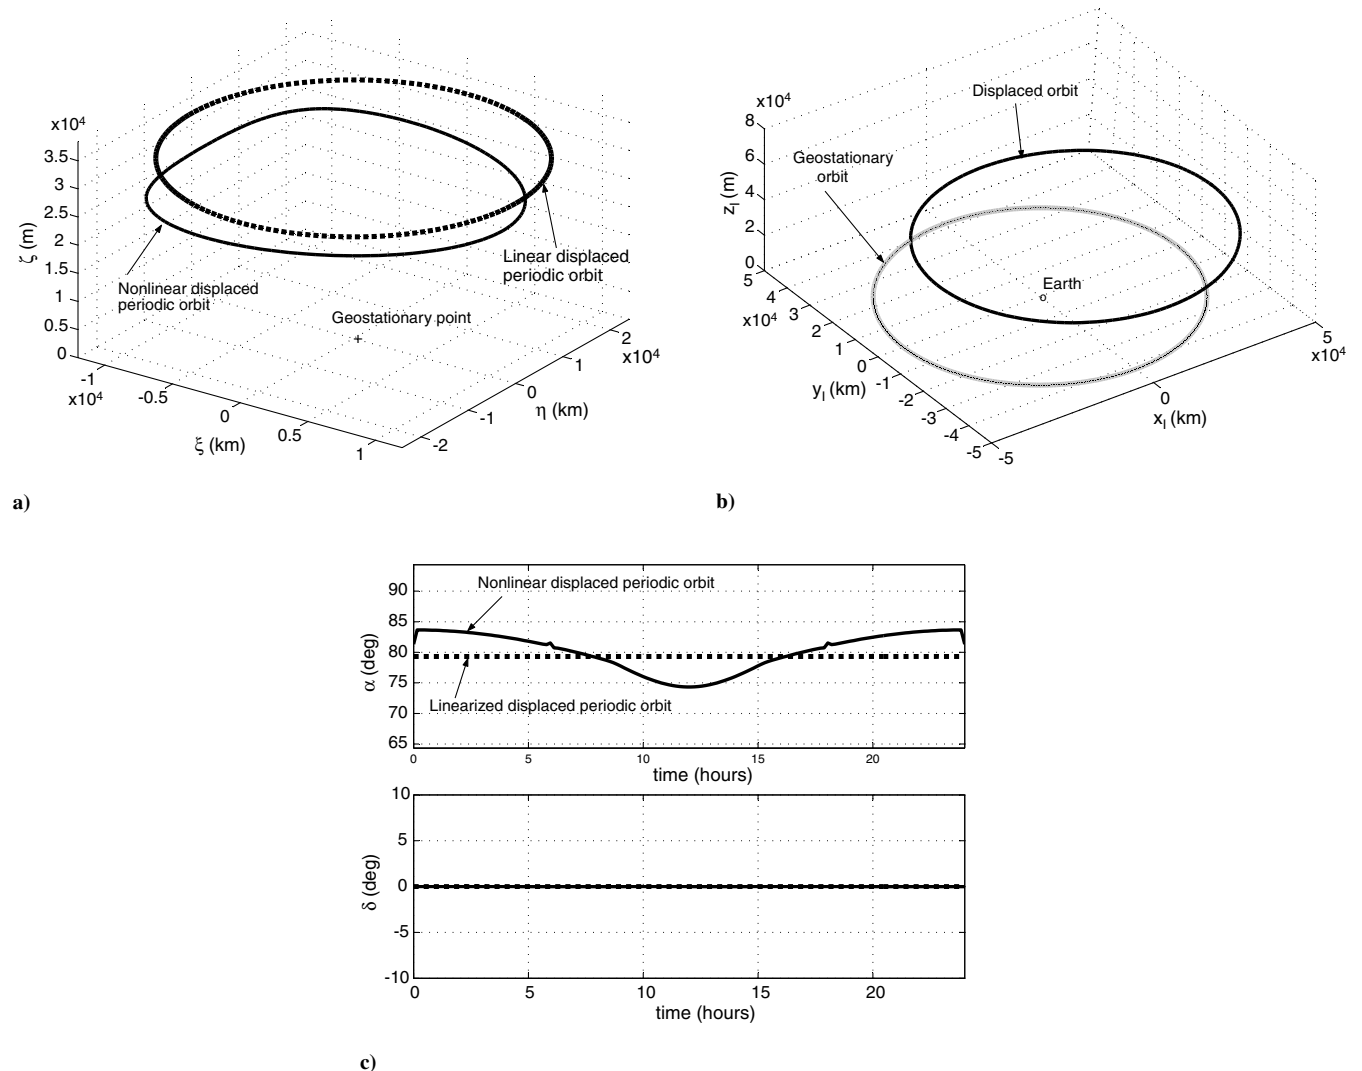 x10⁴
3.5
3
2.5
2
1.5
1
0.5
0
ζ (m)
Nonlinear displaced
periodic orbit
Linear displaced
periodic orbit
Geostationary point
+
-1
x10⁴
-0.5
0
0.5
1
ξ (km)
-2
-1
0
1
2
x10⁴
η (km)
a)
x10⁴
8
6
4
2
0
z_I (m)
Displaced orbit
Geostationary
orbit
Earth
5
4
x10⁴
3
2
1
0
-1
-2
-3
-4
-5
y_I (km)
-5
0
5
x10⁴
x_I (km)
b)
90
85
80
75
70
65
α (deg)
Nonlinear displaced periodic orbit
Linearized displaced periodic orbit
0 5 10 15 20
time (hours)
10
5
0
-5
-10
δ (deg)
0 5 10 15 20
time (hours)
c)